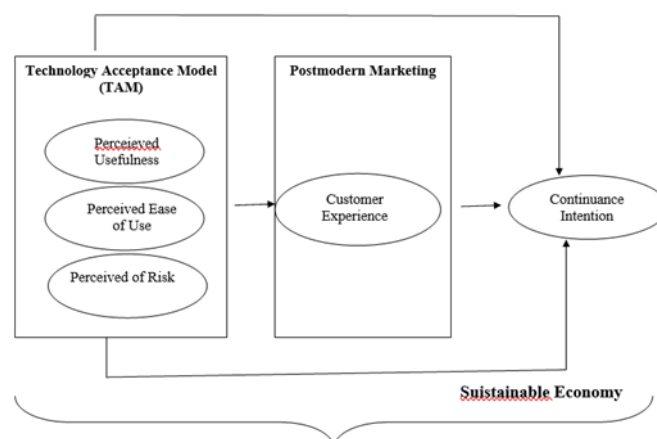 Technology Acceptance Model
(TAM)
Postmodern Marketing
Perceieved
Usefulness
Perceived Ease
of Use
Perceived of Risk
Customer
Experience
Continuance
Intention
Suistainable Economy